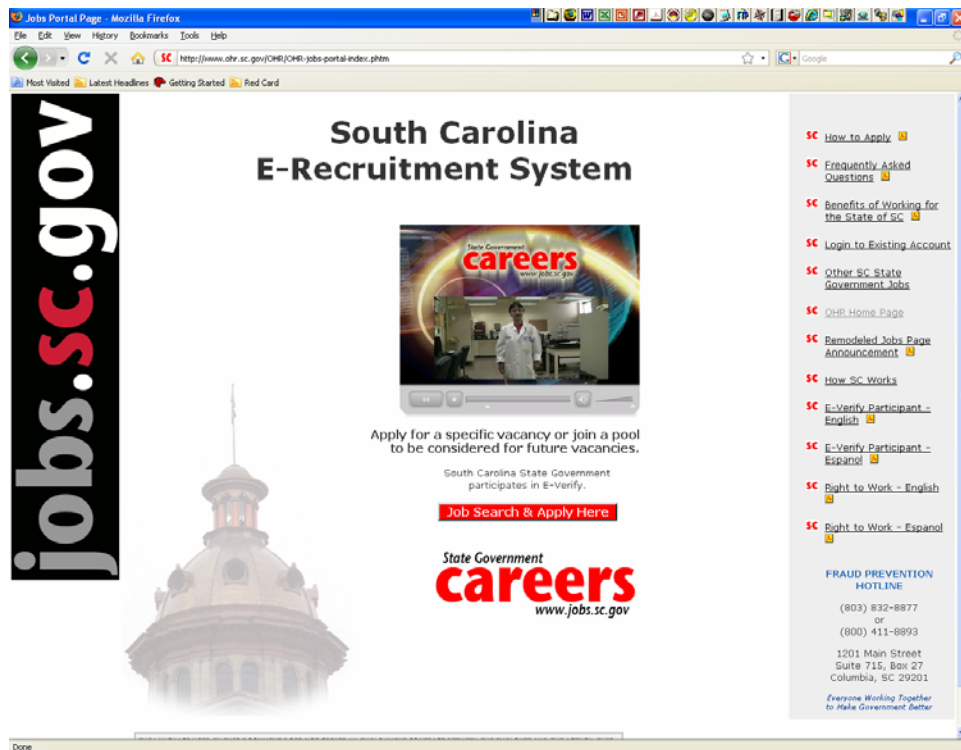 Jobs Portal Page - Mozilla Firefox
File Edit View History Bookmarks Tools Help
SC http://www.ohr.sc.gov/OHR/OHR-jobs-portal-index.phtm
Google
Most Visited Latest Headlines Getting Started Red Card
jobs.sc.gov
South Carolina
E-Recruitment System
State Government
careers
www.jobs.sc.gov
Apply for a specific vacancy or join a pool
to be considered for future vacancies.
South Carolina State Government
participates in E-Verify.
Job Search & Apply Here
State Government
careers
www.jobs.sc.gov
SC How to Apply
SC Frequently Asked
Questions
SC Benefits of Working for
the State of SC
SC Login to Existing Account
SC Other SC State
Government Jobs
SC OHR Home Page
SC Remodeled Jobs Page
Announcement
SC How SC Works
SC E-Verify Participant -
English
SC E-Verify Participant -
Espanol
SC Right to Work - English
SC Right to Work - Espanol
FRAUD PREVENTION
HOTLINE
(803) 832-8877
or
(800) 411-8893
1201 Main Street
Suite 715, Box 27
Columbia, SC 29201
Everyone Working Together
to Make Government Better
Done